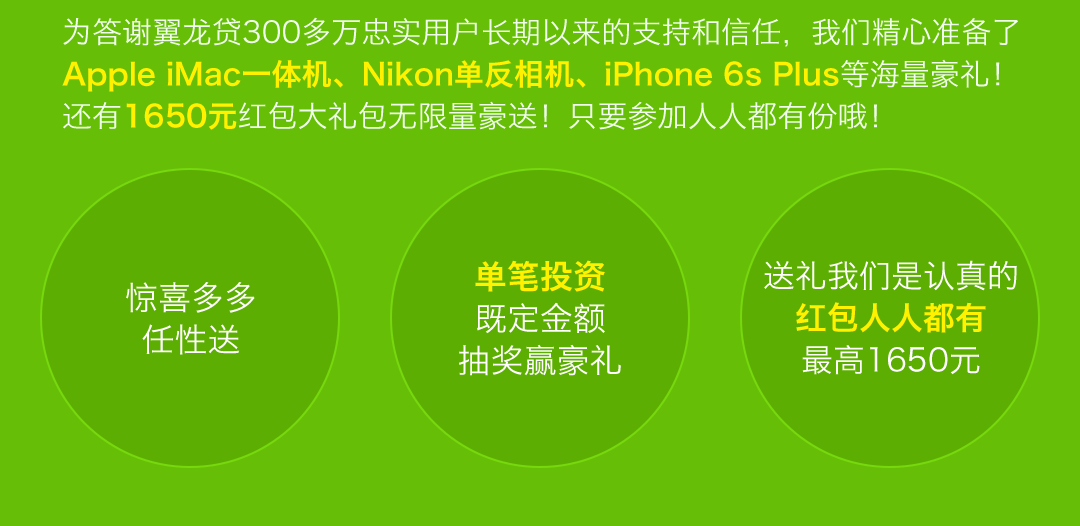 为答谢翼龙贷300多万忠实用户长期以来的支持和信任，我们精心准备了
Apple iMac一体机、Nikon单反相机、iPhone 6s Plus等海量豪礼！
还有1650元红包大礼包无限量豪送！只要参加人人都有份哦！
惊喜多多
任性送
单笔投资
既定金额
抽奖赢豪礼
送礼我们是认真的
红包人人都有
最高1650元